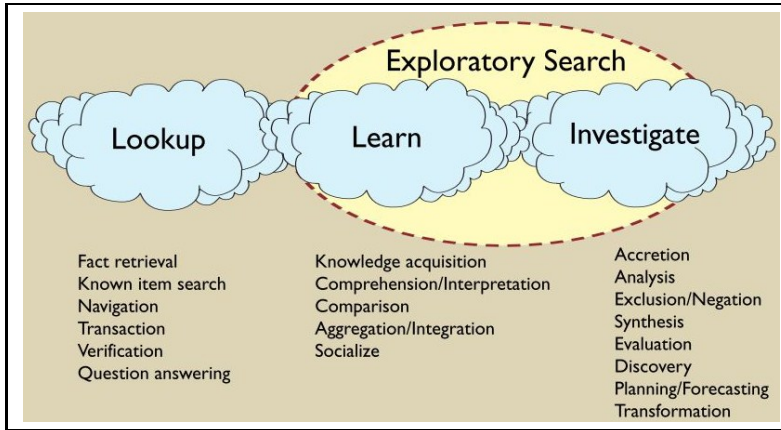 Exploratory Search
Lookup
Learn
Investigate
Fact retrieval
Known item search
Navigation
Transaction
Verification
Question answering
Knowledge acquisition
Comprehension/Interpretation
Comparison
Aggregation/Integration
Socialize
Accretion
Analysis
Exclusion/Negation
Synthesis
Evaluation
Discovery
Planning/Forecasting
Transformation